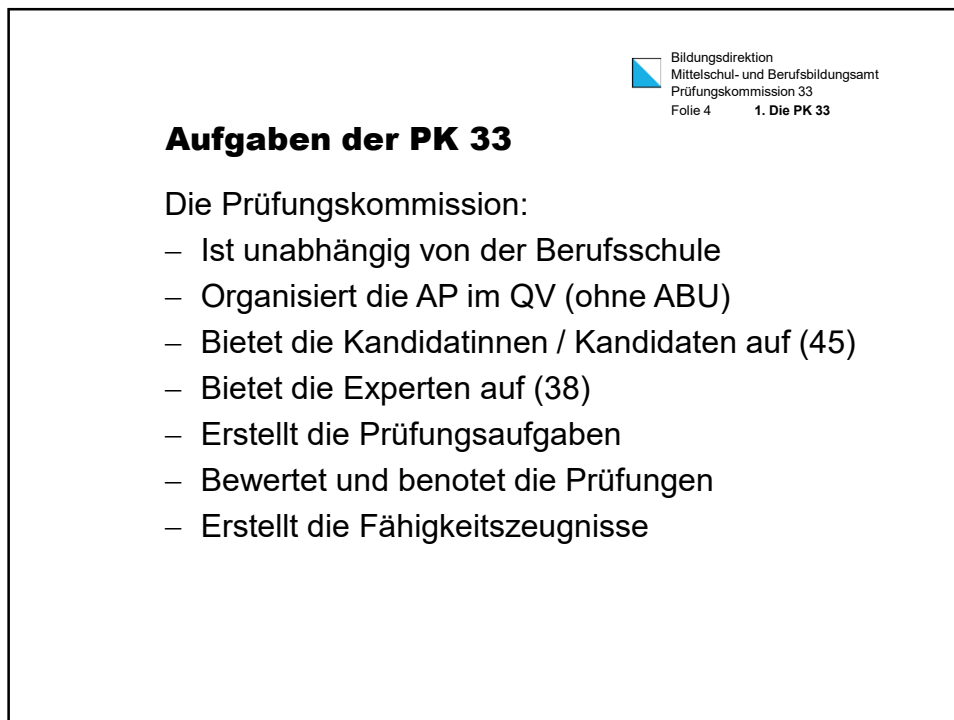 Bildungsdirektion
Mittelschul- und Berufsbildungsamt
Prüfungskommission 33
Folie 4 1. Die PK 33
Aufgaben der PK 33
Die Prüfungskommission:
– Ist unabhängig von der Berufsschule
– Organisiert die AP im QV (ohne ABU)
– Bietet die Kandidatinnen / Kandidaten auf (45)
– Bietet die Experten auf (38)
– Erstellt die Prüfungsaufgaben
– Bewertet und benotet die Prüfungen
– Erstellt die Fähigkeitszeugnisse